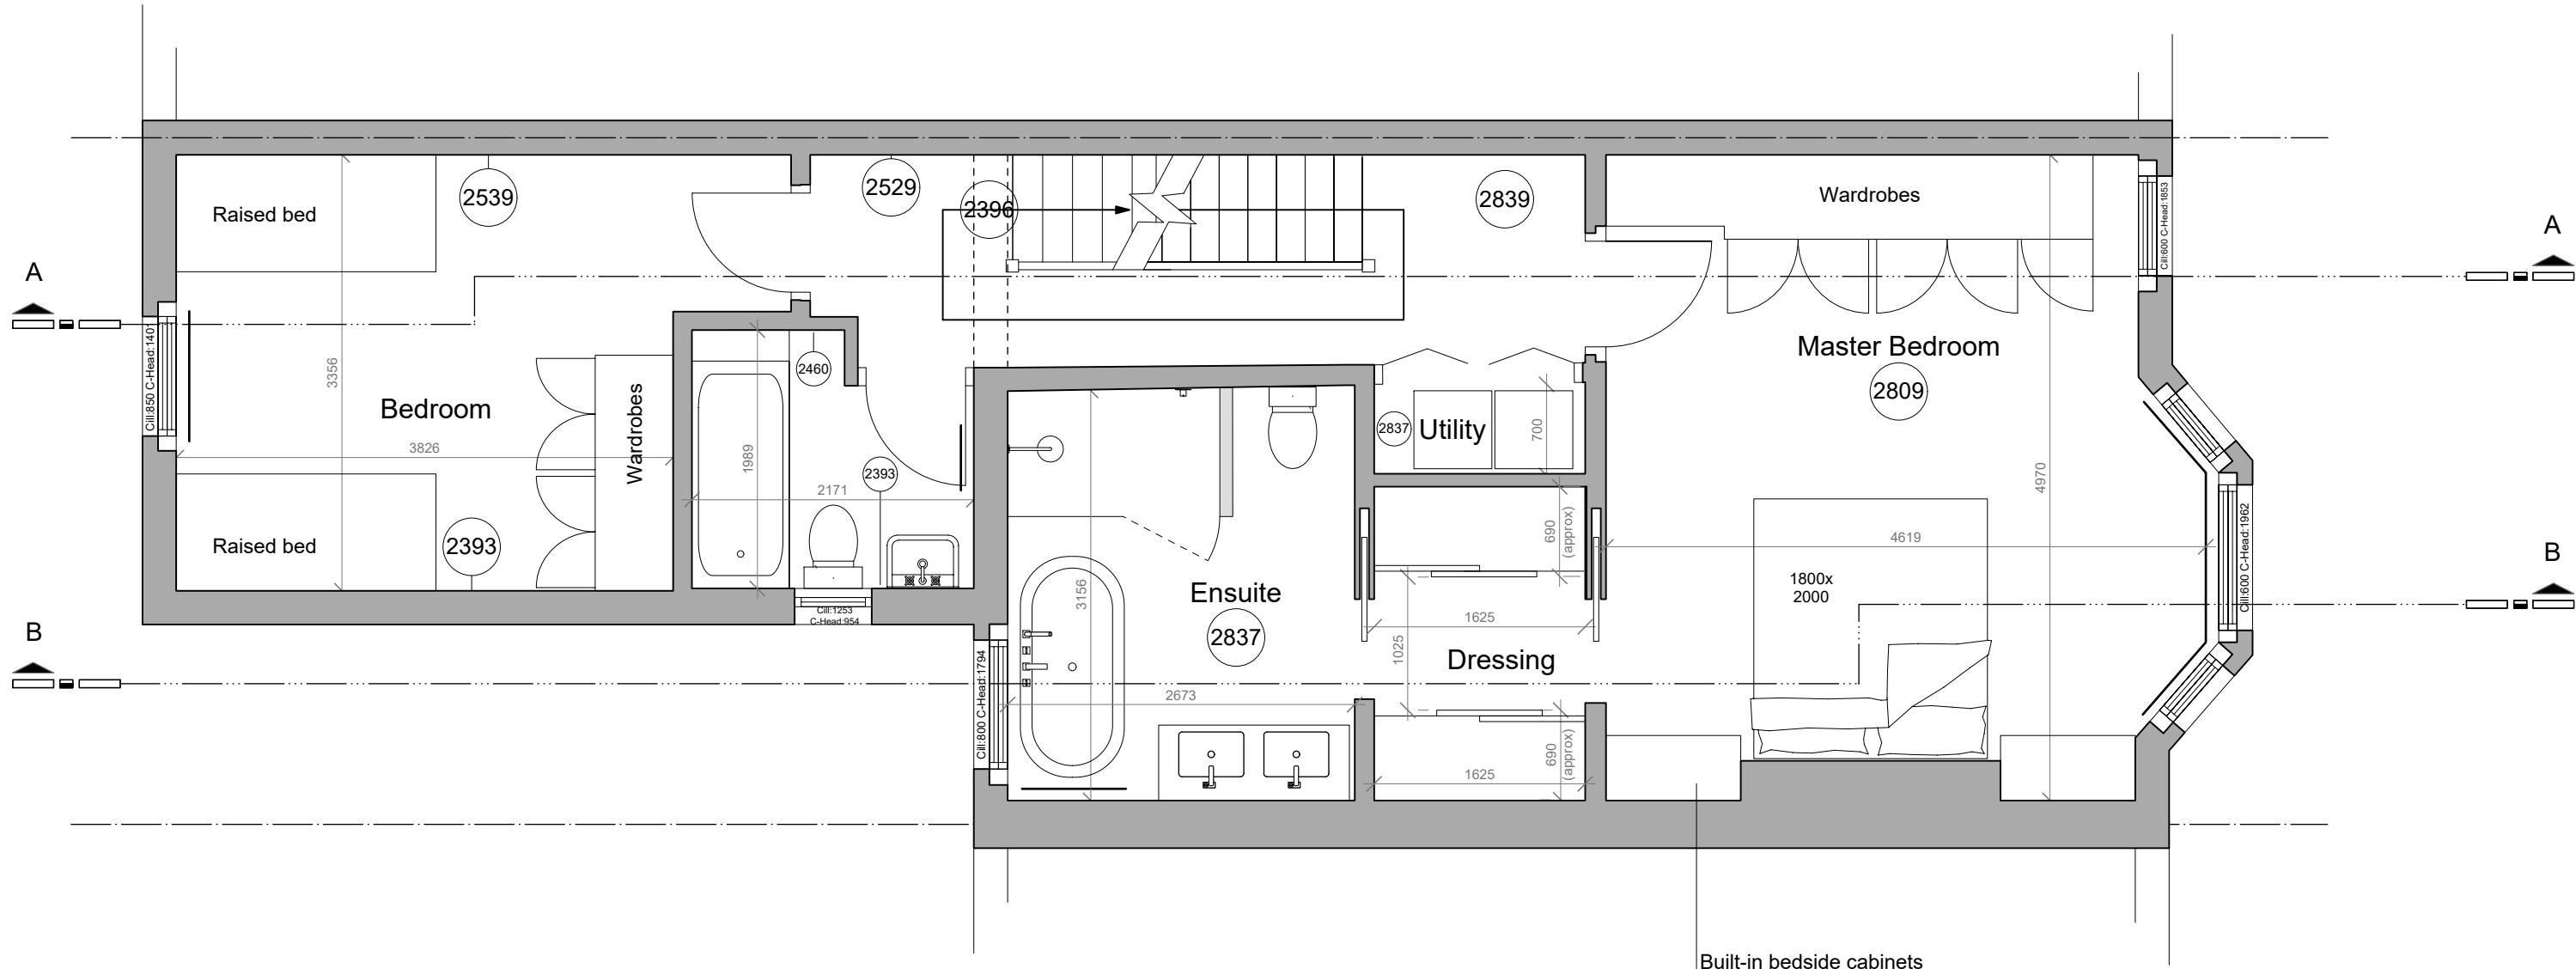 Raised bed
2539
2529
2396
2839
Wardrobes
Cill:600 C-Head:1853
A
A
Cill:850 C-Head:1401
3356
Bedroom
3826
Wardrobes
2460
1989
2393
2171
Master Bedroom
2809
2837
Utility
700
4970
Raised bed
2393
690
(approx)
4619
1800x
2000
Cill:600 C-Head:1962
B
B
Cill:1253
C-Head:954
3156
Ensuite
2837
1625
1025
Dressing
2673
Cill:800 C-Head:1794
690
(approx)
1625
Built-in bedside cabinets